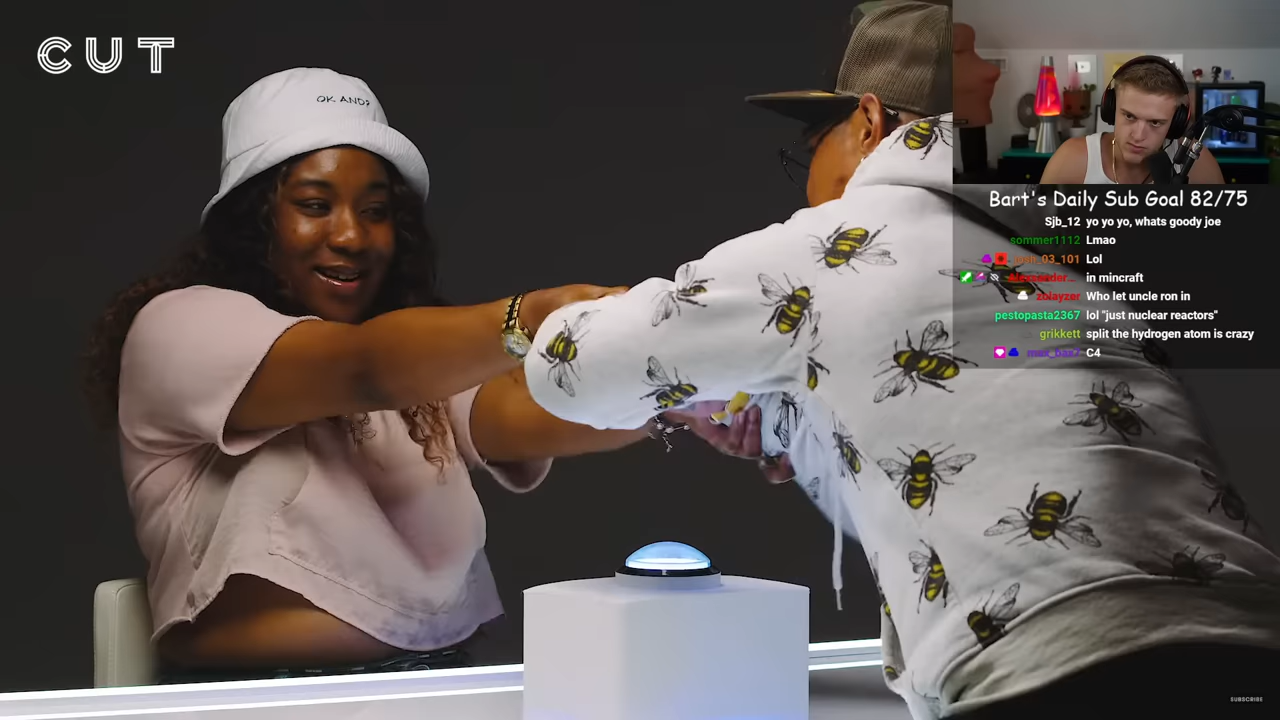 CUT
OK AND?
Bart's Daily Sub Goal 82/75
Sjb_12 yo yo yo, whats goody joe
sommer1112 Lmao
josh_03_101 Lol
in mincraft
zolayzer Who let uncle ron in
pestopasta2367 lol "just nuclear reactors"
grikkett split the hydrogen atom is crazy
C4
SUBSCRIBE